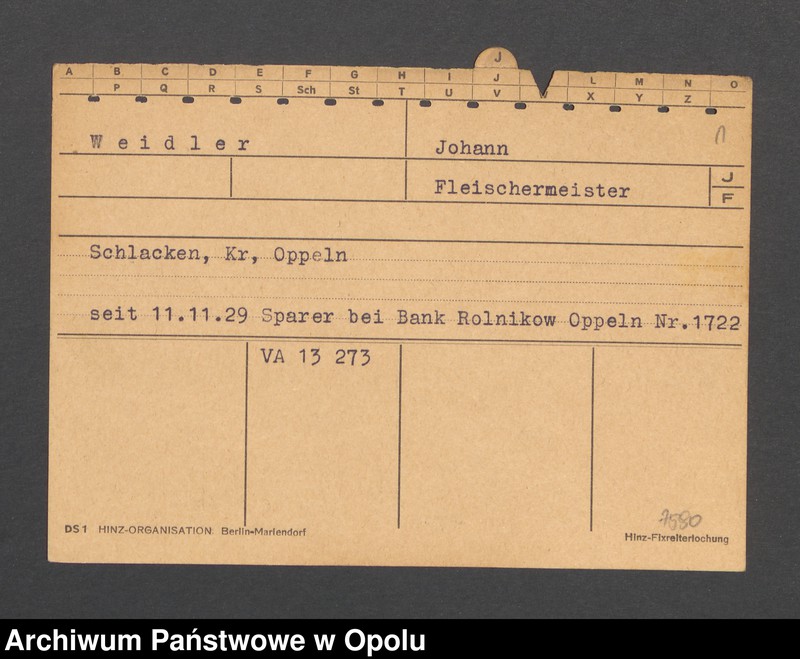 J
A B C D E F G H I J L M N O
P Q R S Sch St T U V W X Y Z
Weidler Johann
Fleischermeister J
F
Schlacken, Kr, Oppeln
seit 11.11.29 Sparer bei Bank Rolnikow Oppeln Nr.1722
VA 13 273
7580
DS1 HINZ-ORGANISATION Berlin-Mariendorf Hinz-Fixreiterlochung
Archiwum Państwowe w Opolu